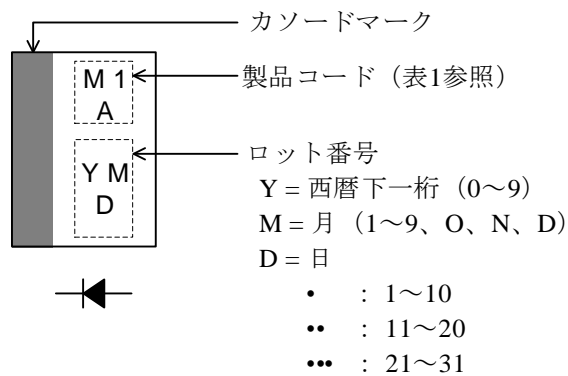 カソードマーク
M 1
A
製品コード（表1参照）
Y M
D
ロット番号
Y = 西暦下一桁（0～9）
M = 月（1～9、O、N、D）
D = 日
• : 1～10
•• : 11～20
••• : 21～31